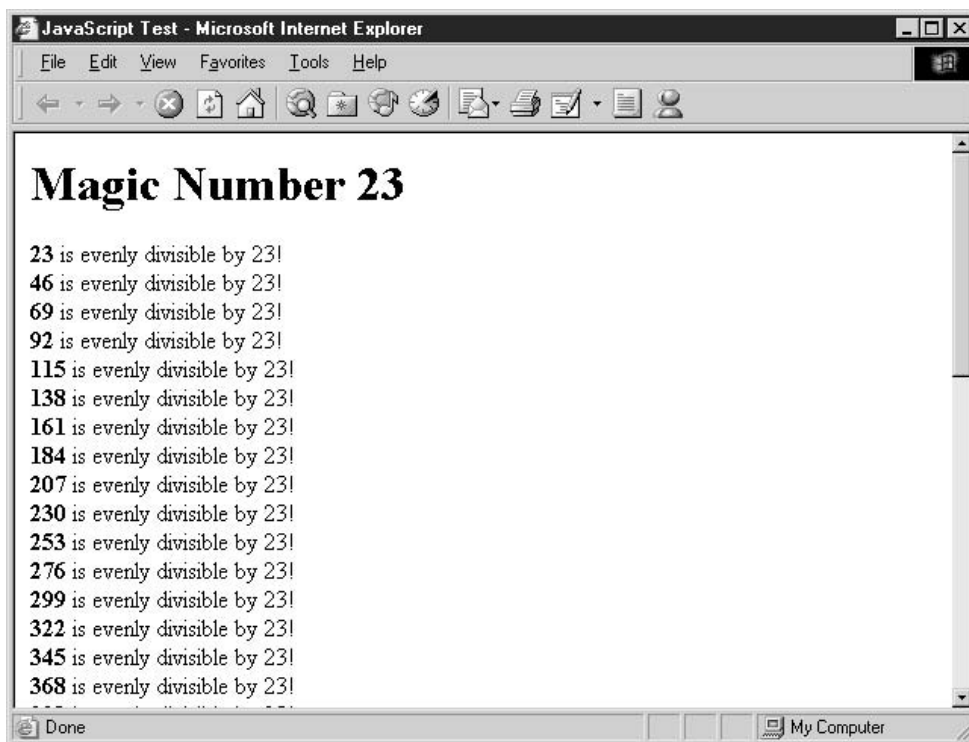 JavaScript Test - Microsoft Internet Explorer
File Edit View Favorites Tools Help
Magic Number 23
23 is evenly divisible by 23!
46 is evenly divisible by 23!
69 is evenly divisible by 23!
92 is evenly divisible by 23!
115 is evenly divisible by 23!
138 is evenly divisible by 23!
161 is evenly divisible by 23!
184 is evenly divisible by 23!
207 is evenly divisible by 23!
230 is evenly divisible by 23!
253 is evenly divisible by 23!
276 is evenly divisible by 23!
299 is evenly divisible by 23!
322 is evenly divisible by 23!
345 is evenly divisible by 23!
368 is evenly divisible by 23!
Done My Computer